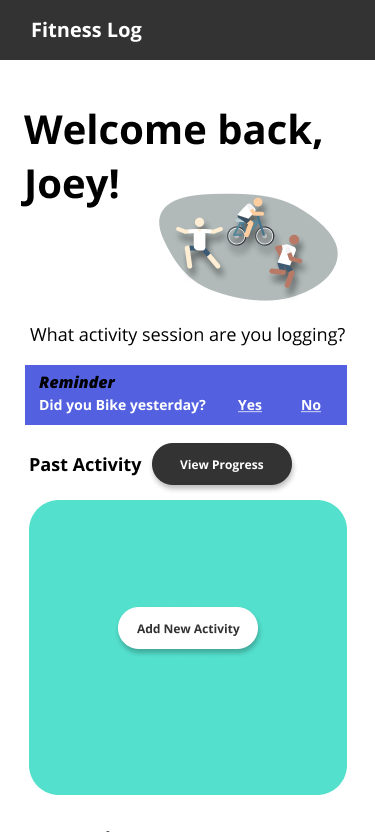 Fitness Log
Welcome back,
Joey!
What activity session are you logging?
Reminder
Did you Bike yesterday? Yes No
Past Activity View Progress
Add New Activity